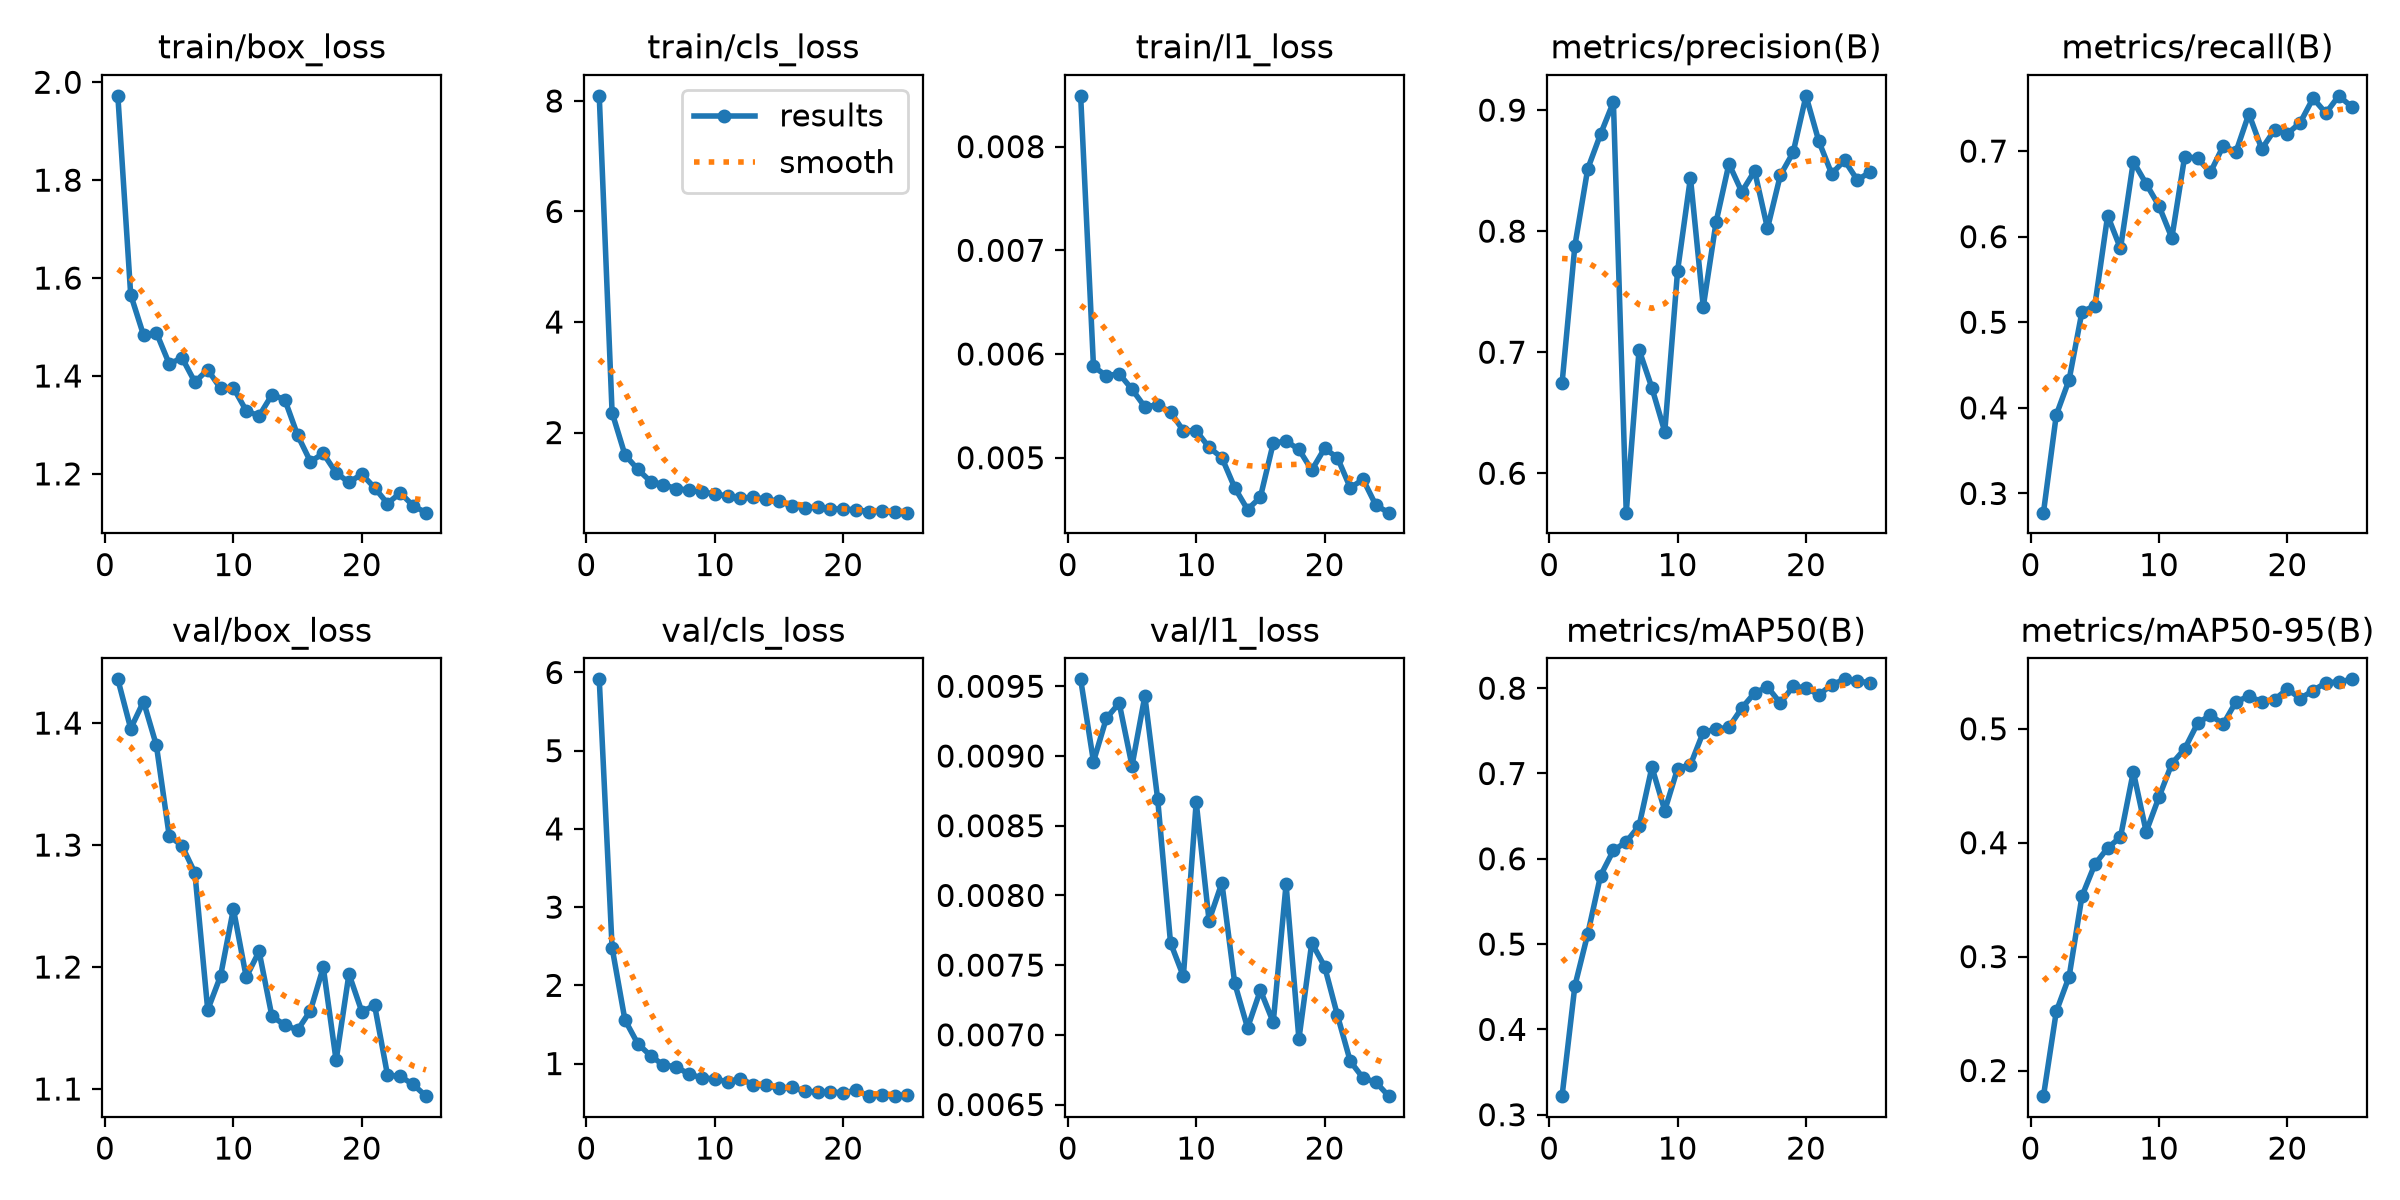 train/box_loss
2.0
1.8
1.6
1.4
1.2
0 10 20
train/cls_loss
results
smooth
8
6
4
2
0 10 20
train/l1_loss
0.008
0.007
0.006
0.005
0 10 20
metrics/precision(B)
0.9
0.8
0.7
0.6
0 10 20
metrics/recall(B)
0.7
0.6
0.5
0.4
0.3
0 10 20
val/box_loss
1.4
1.3
1.2
1.1
0 10 20
val/cls_loss
6
5
4
3
2
1
0 10 20
val/l1_loss
0.0095
0.0090
0.0085
0.0080
0.0075
0.0070
0.0065
0 10 20
metrics/mAP50(B)
0.8
0.7
0.6
0.5
0.4
0.3
0 10 20
metrics/mAP50-95(B)
0.5
0.4
0.3
0.2
0 10 20